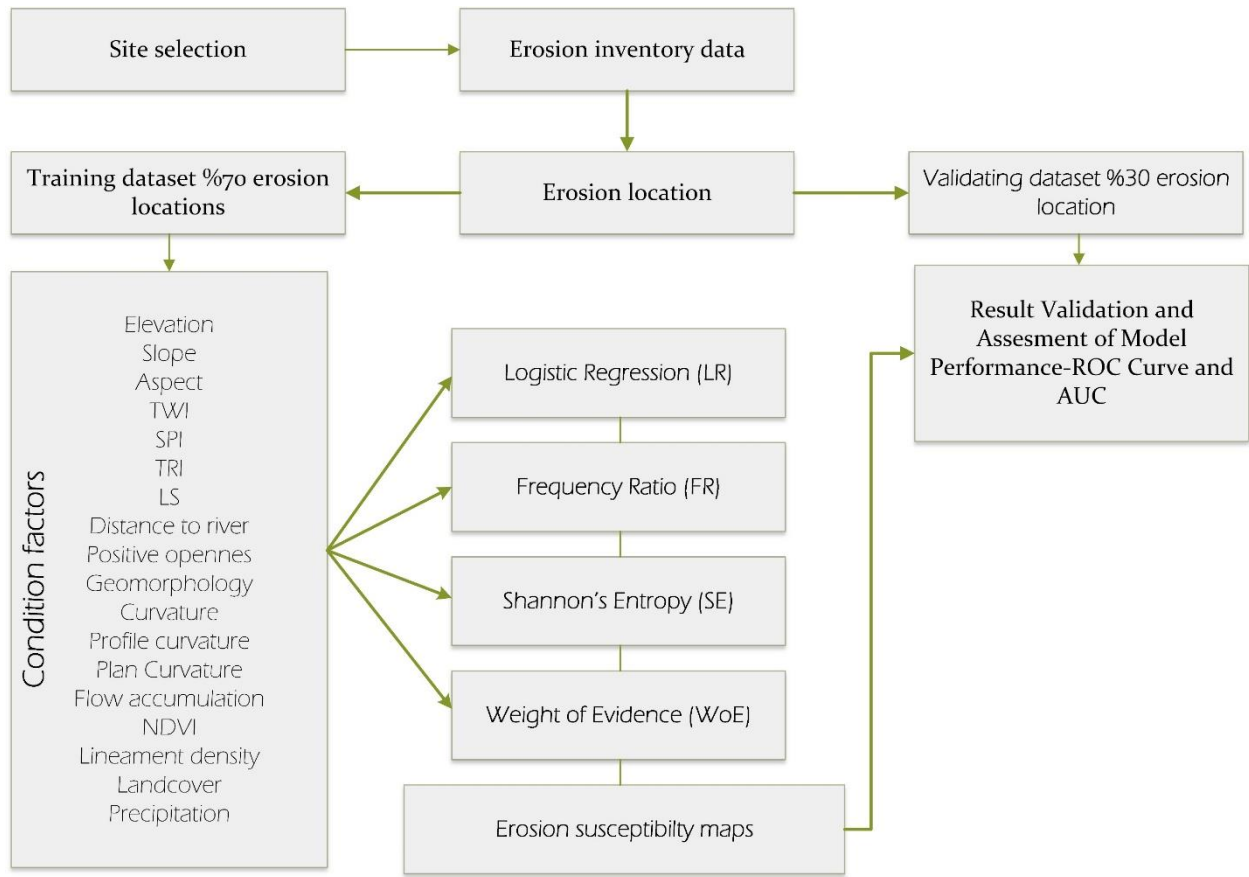 Site selection
Erosion inventory data
Training dataset %70 erosion
locations
Erosion location
Validating dataset %30 erosion
location
Condition factors
Elevation
Slope
Aspect
TWI
SPI
TRI
LS
Distance to river
Positive opennes
Geomorphology
Curvature
Profile curvature
Plan Curvature
Flow accumulation
NDVI
Lineament density
Landcover
Precipitation
Logistic Regression (LR)
Frequency Ratio (FR)
Shannon's Entropy (SE)
Weight of Evidence (WoE)
Erosion susceptibilty maps
Result Validation and
Assesment of Model
Performance-ROC Curve and
AUC